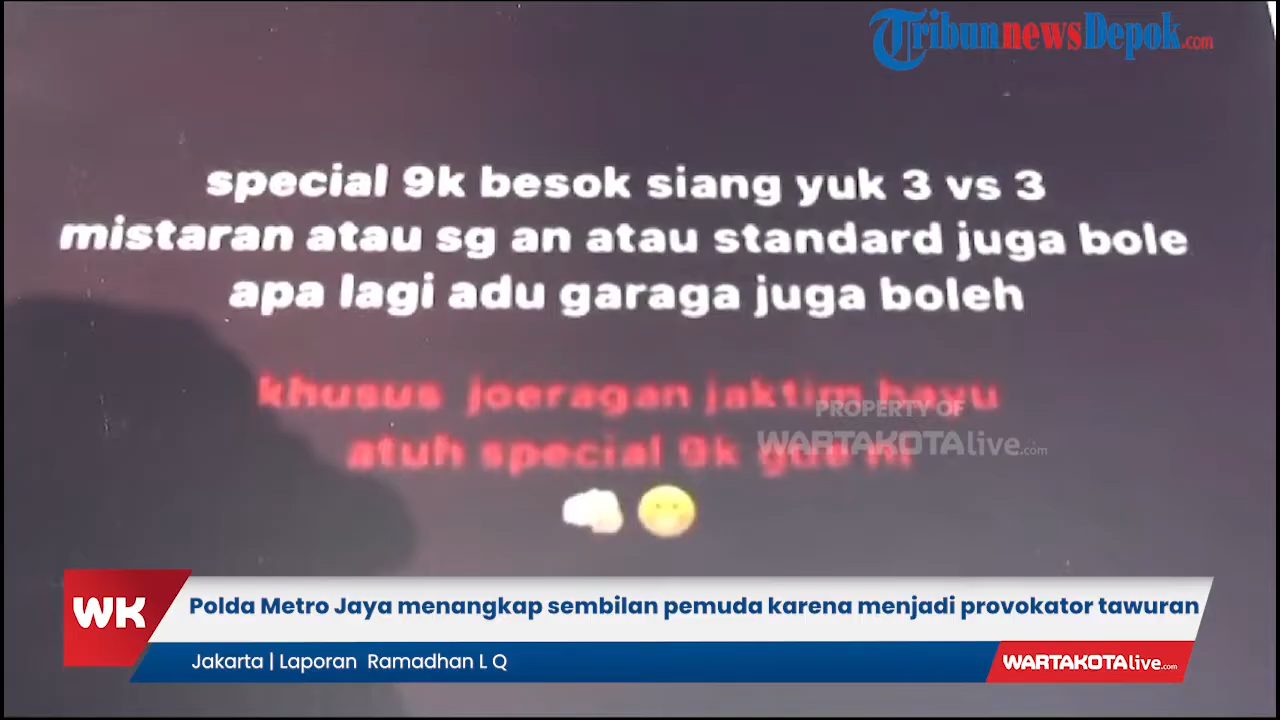 TribunnewsDepok.com
special 9k besok siang yuk 3 vs 3
mistaran atau sg an atau standard juga bole
apa lagi adu garaga juga boleh
khusus joeragan jaktim hayu
atuh special 9k
PROPERTY OF
WARTAKOTAlive.com
WK
Polda Metro Jaya menangkap sembilan pemuda karena menjadi provokator tawuran
Jakarta | Laporan Ramadhan L Q
WARTAKOTAlive.com